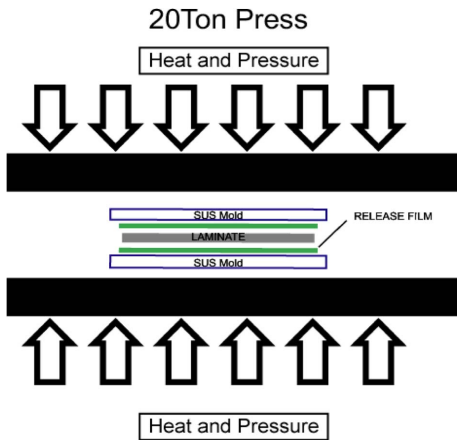 20Ton Press
Heat and Pressure
SUS Mold
RELEASE FILM
LAMINATE
SUS Mold
Heat and Pressure